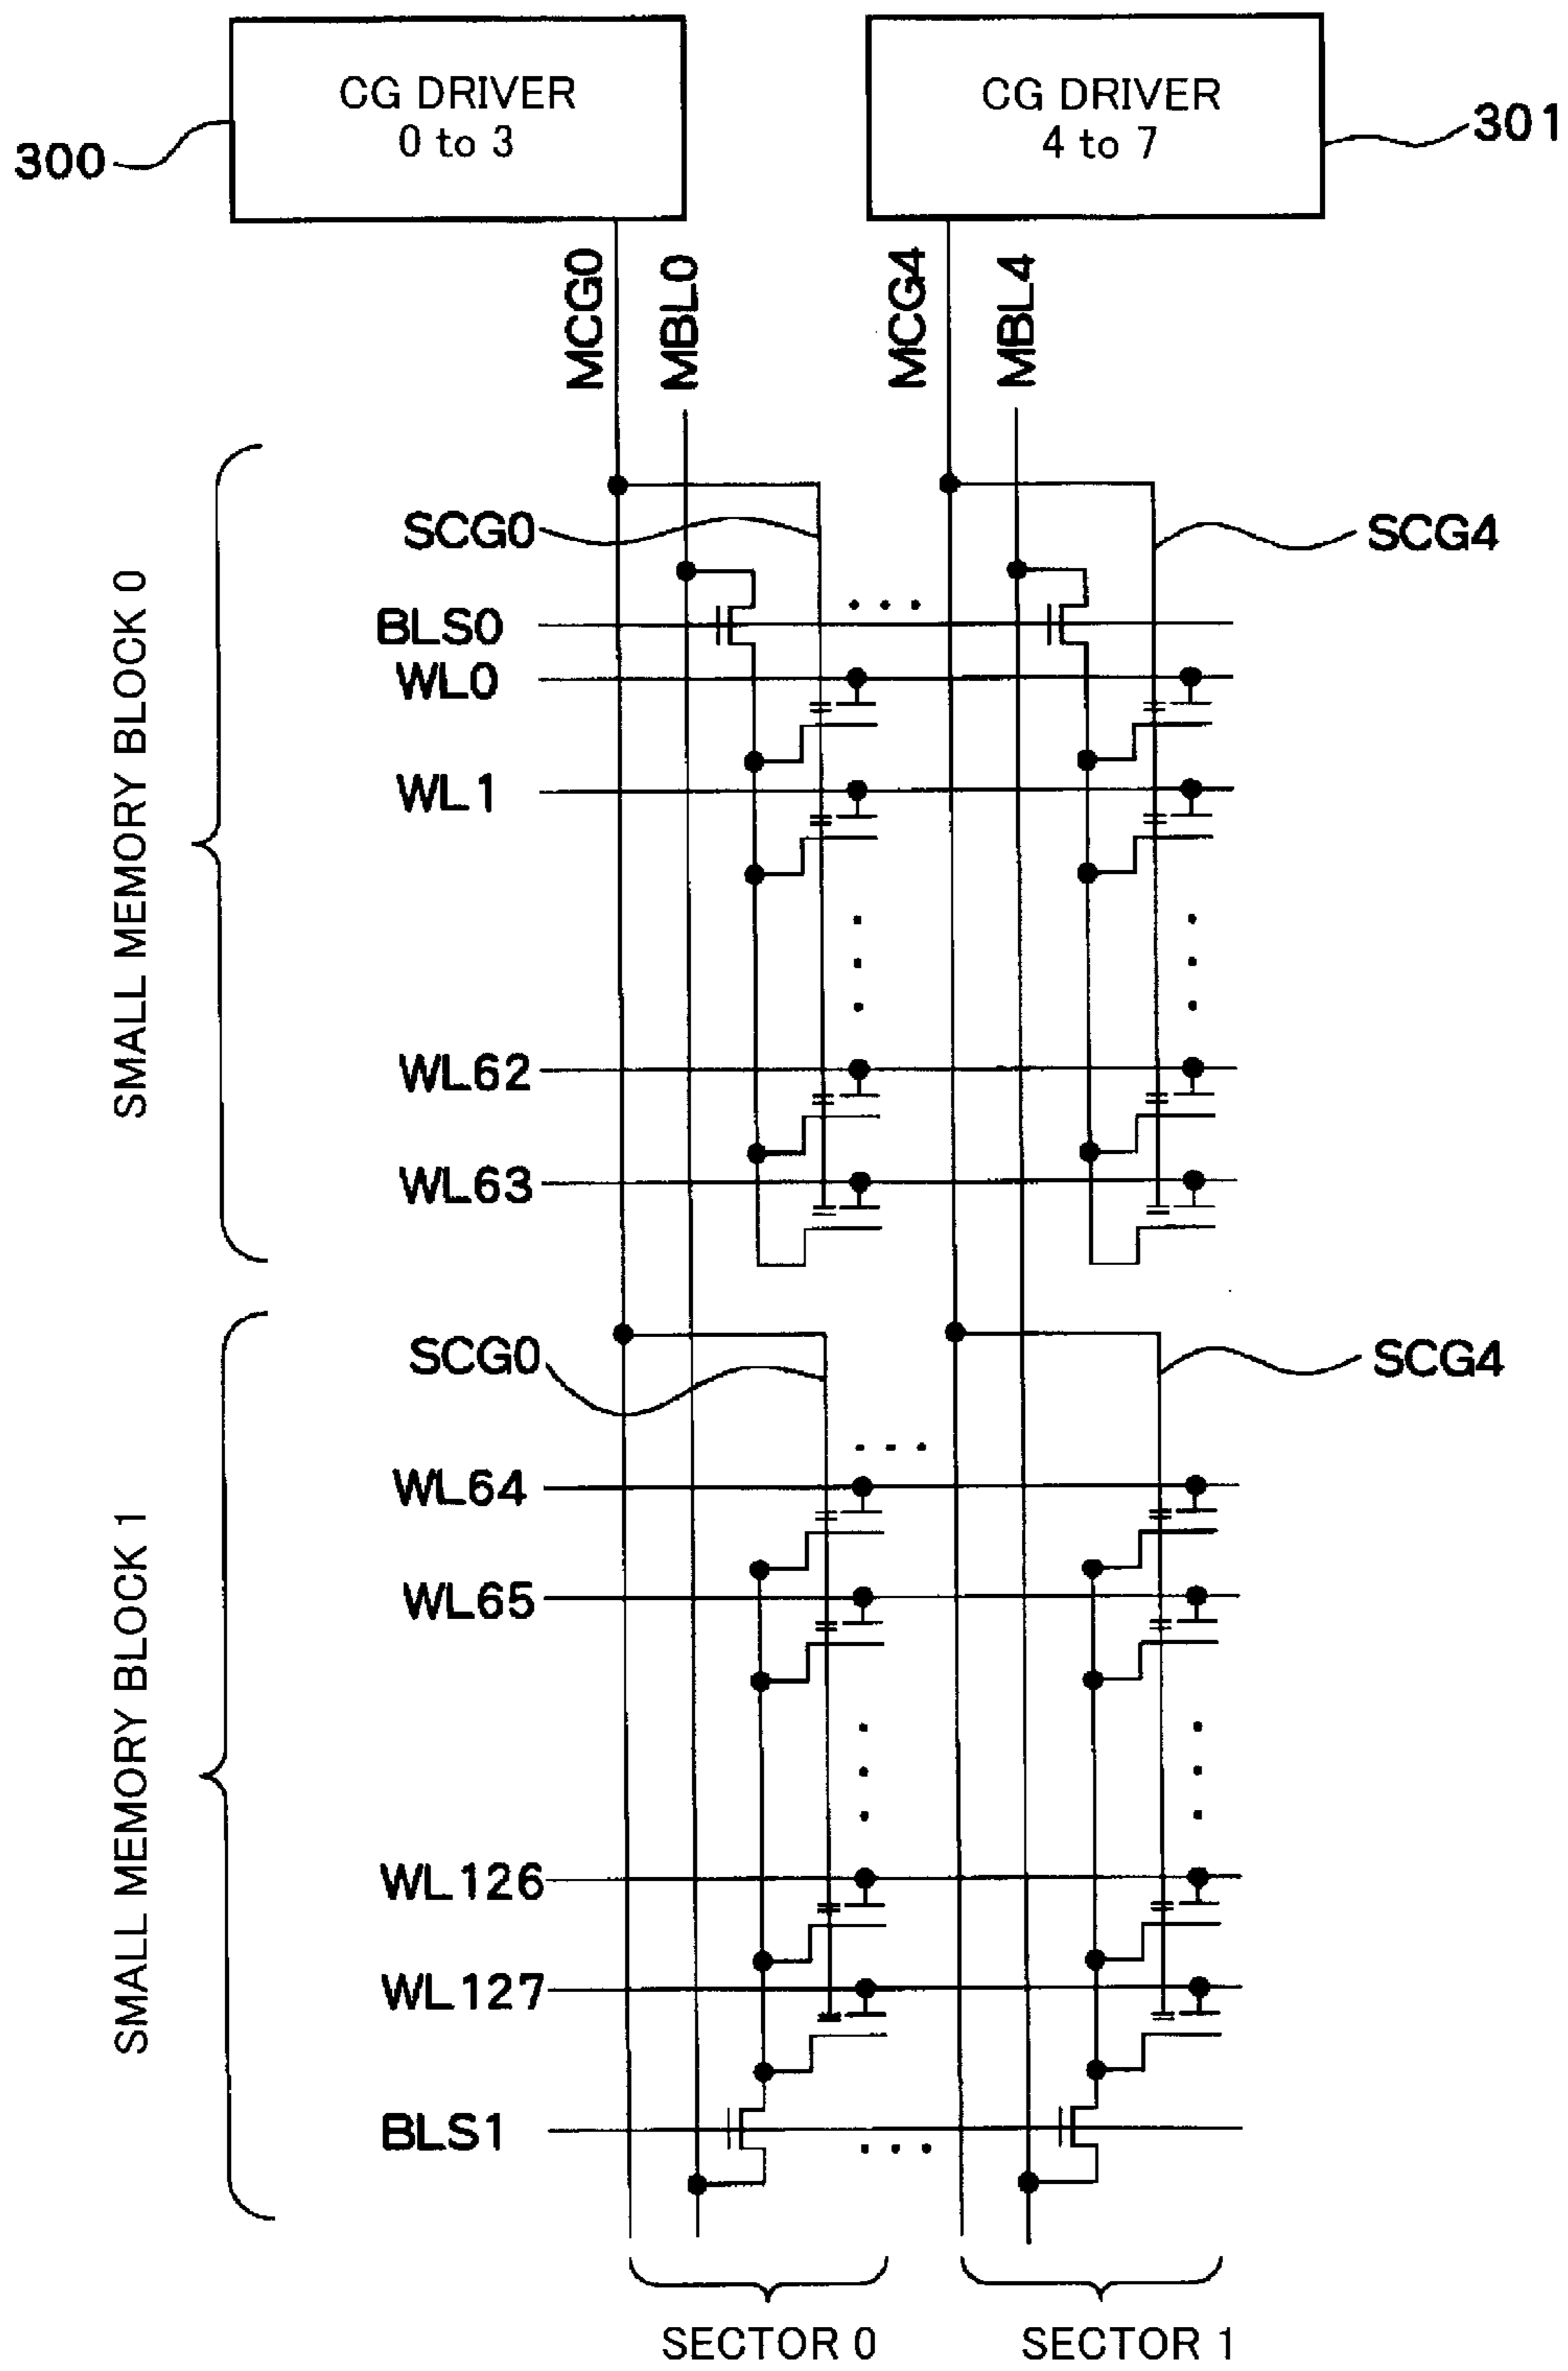 CG DRIVER
0 to 3
CG DRIVER
4 to 7
300
301
MCG0
MBL0
MCG4
MBL4
SMALL MEMORY BLOCK 0
SCG0
SCG4
BLS0
WL0
WL1
WL62
WL63
SMALL MEMORY BLOCK 1
SCG0
SCG4
WL64
WL65
WL126
WL127
BLS1
SECTOR 0
SECTOR 1